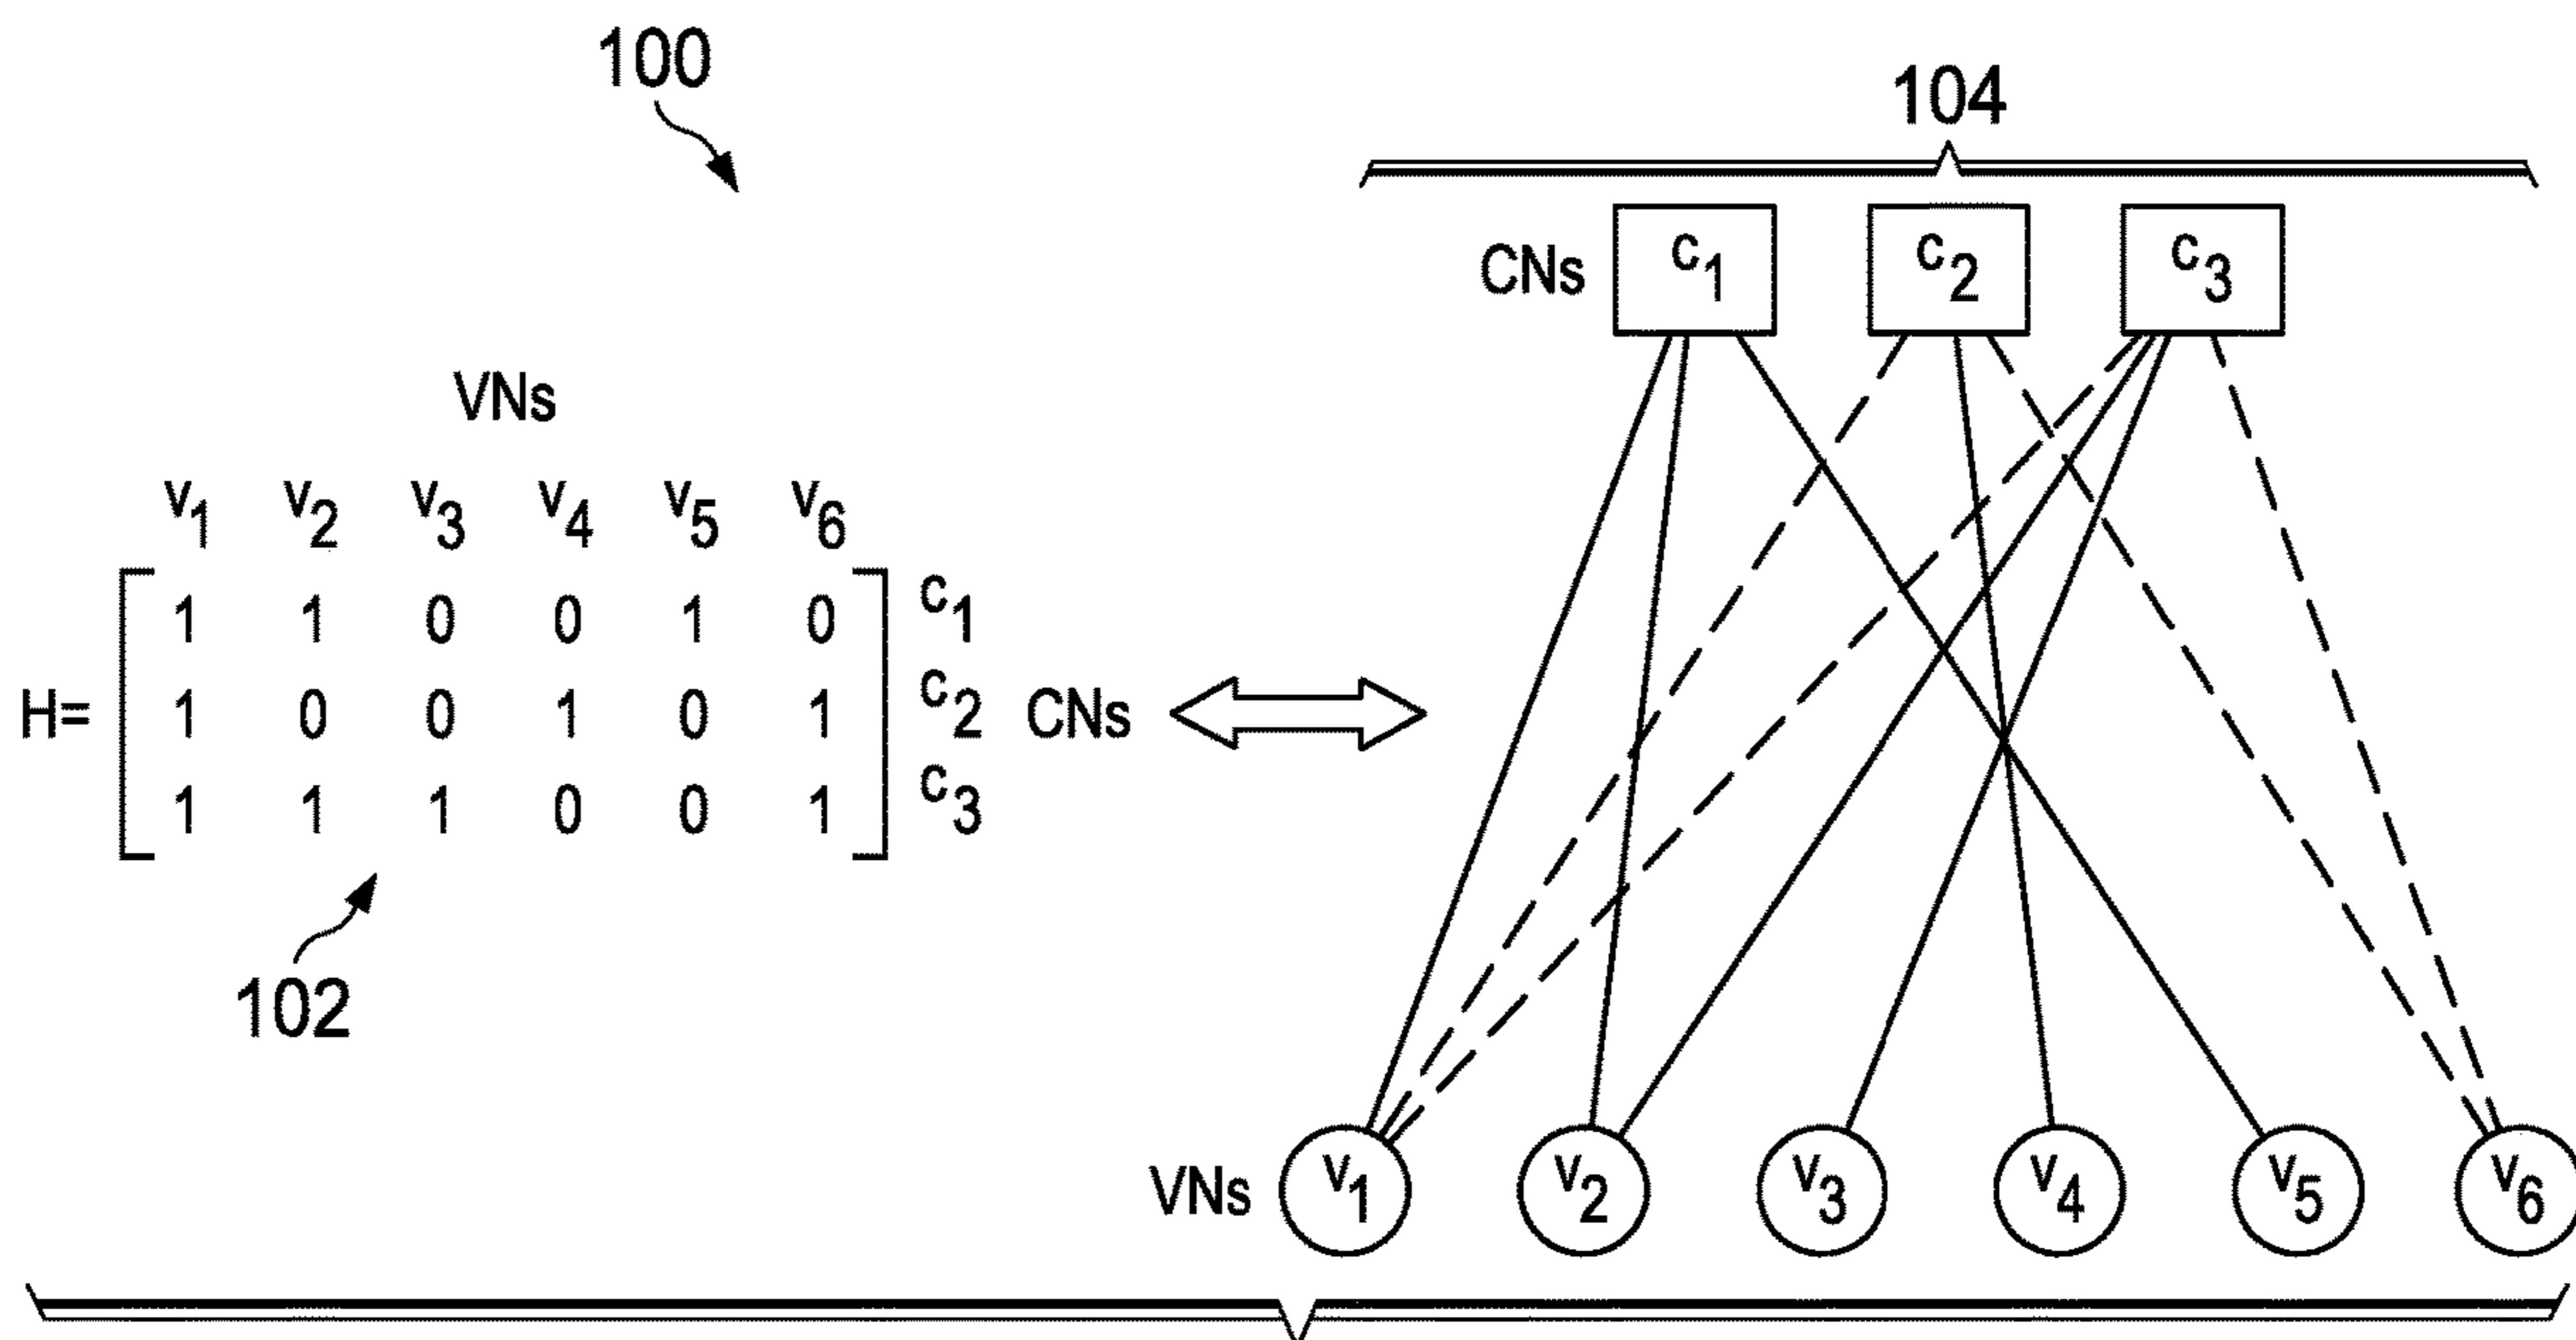 100
104
CNs c1 c2 c3
VNs
v1 v2 v3 v4 v5 v6
1 1 0 0 1 0 c1
H= 1 0 0 1 0 1 c2 CNs
1 1 1 0 0 1 c3
102
VNs v1 v2 v3 v4 v5 v6